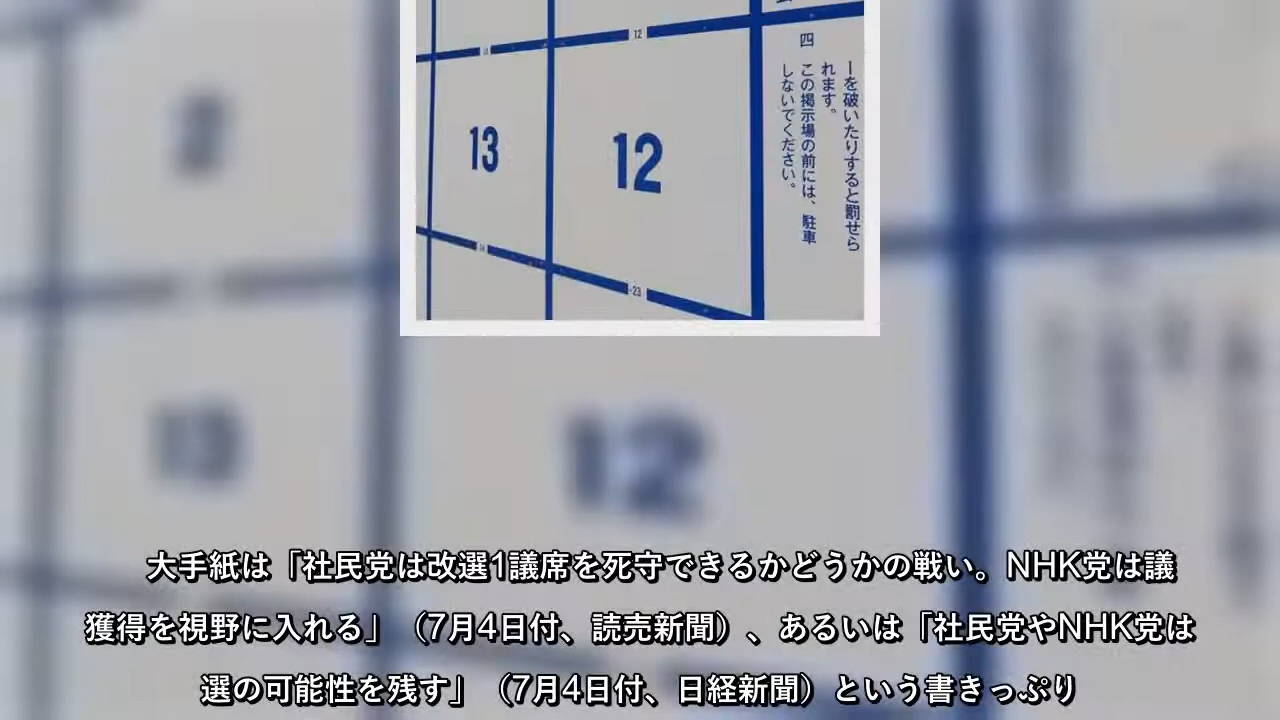 12
四
ーを破いたりすると罰せら
れます。
この掲示場の前には、駐車
しないでください。
13
12
23
2
13
12
大手紙は「社民党は改選1議席を死守できるかどうかの戦い。NHK党は議
獲得を視野に入れる」（7月4日付、読売新聞）、あるいは「社民党やNHK党は
選の可能性を残す」（7月4日付、日経新聞）という書きっぷり